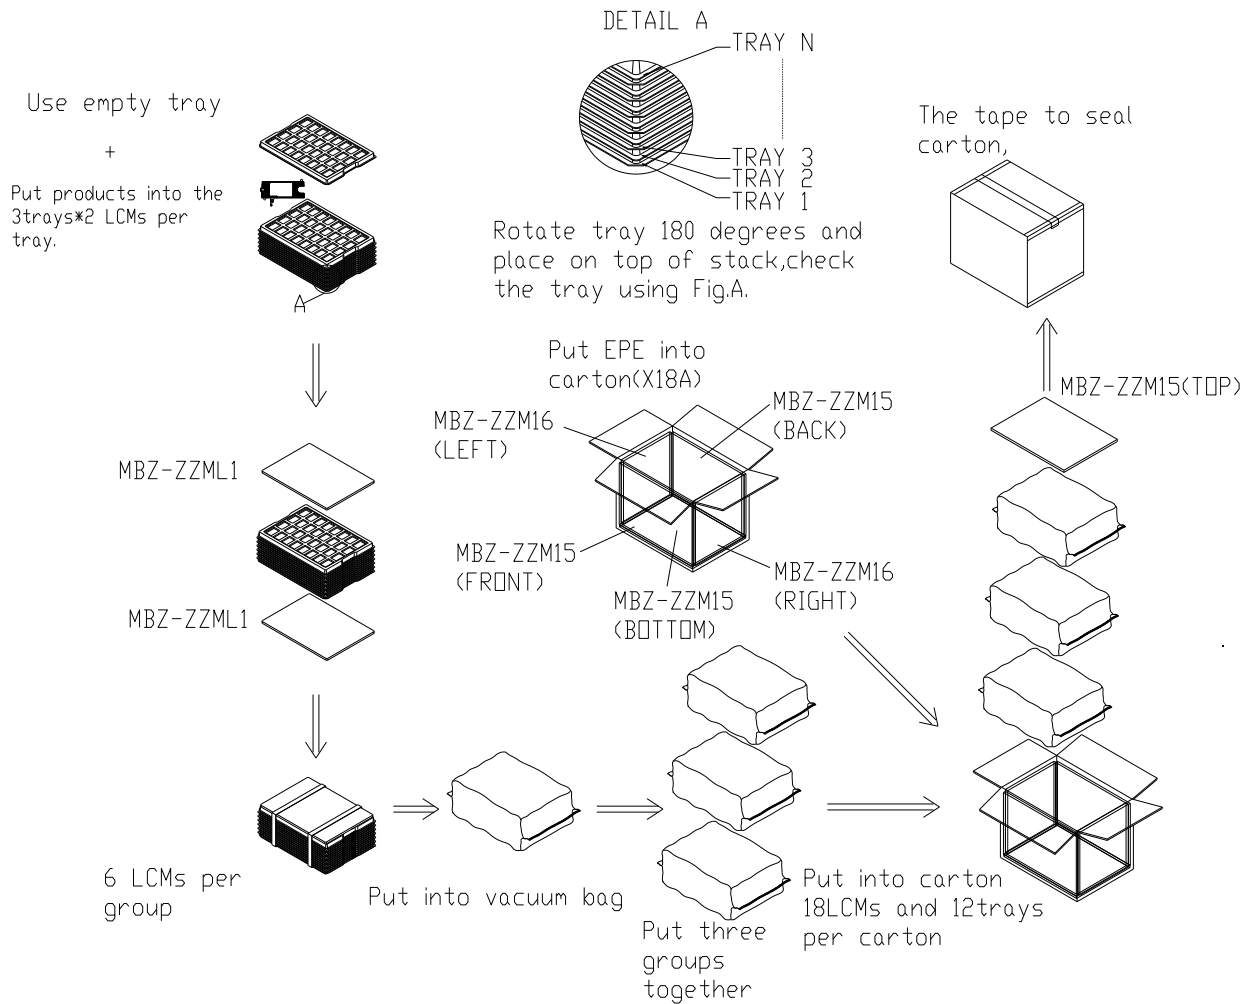 DETAIL A
TRAY N
TRAY 3
TRAY 2
TRAY 1
Rotate tray 180 degrees and
place on top of stack,check
the tray using Fig.A.
Use empty tray
+
Put products into the
3trays*2 LCMs per
tray.
A
The tape to seal
carton,
Put EPE into
carton(X18A)
MBZ-ZZM16
(LEFT)
MBZ-ZZM15
(BACK)
MBZ-ZZM15
(FRONT)
MBZ-ZZM15
(BOTTOM)
MBZ-ZZM16
(RIGHT)
MBZ-ZZM15(TOP)
MBZ-ZZML1
MBZ-ZZML1
6 LCMs per
group
Put into vacuum bag
Put three
groups
together
Put into carton
18LCMs and 12trays
per carton